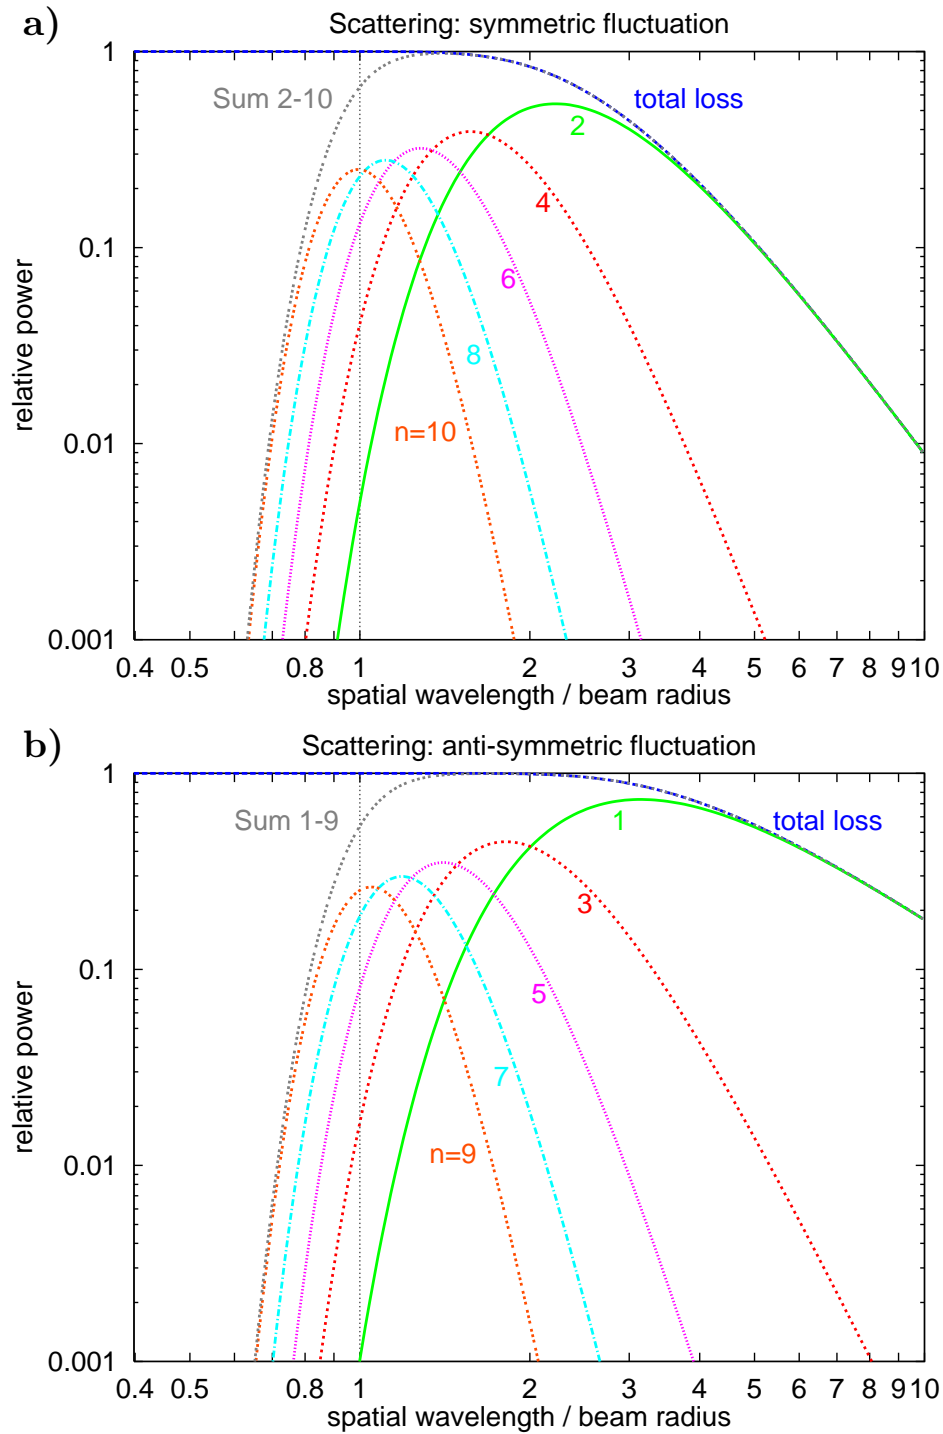 a)
Scattering: symmetric fluctuation
1
Sum 2-10
total loss
2
4
0.1
6
8
relative power
n=10
0.01
0.001
0.4 0.5 0.8 1 2 3 4 5 6 7 8 9 10
spatial wavelength / beam radius
b)
Scattering: anti-symmetric fluctuation
1
Sum 1-9
1
total loss
3
0.1
5
7
relative power
n=9
0.01
0.001
0.4 0.5 0.8 1 2 3 4 5 6 7 8 9 10
spatial wavelength / beam radius